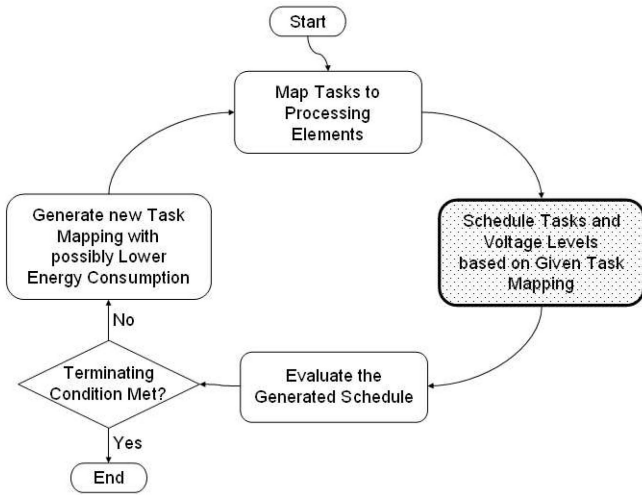 Start
Map Tasks to
Processing
Elements
Schedule Tasks and
Voltage Levels
based on Given Task
Mapping
Evaluate the
Generated Schedule
Terminating
Condition Met?
No
Generate new Task
Mapping with
possibly Lower
Energy Consumption
Yes
End